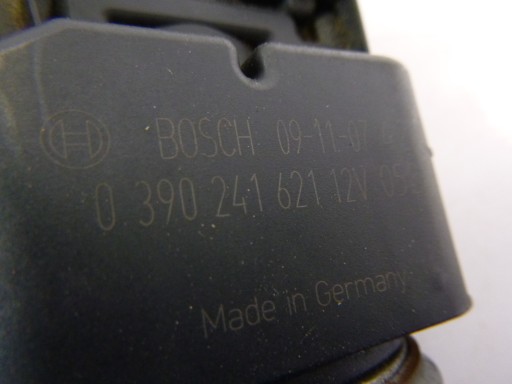 BOSCH 09-11-07
0 390 241 621 12V
Made in Germany